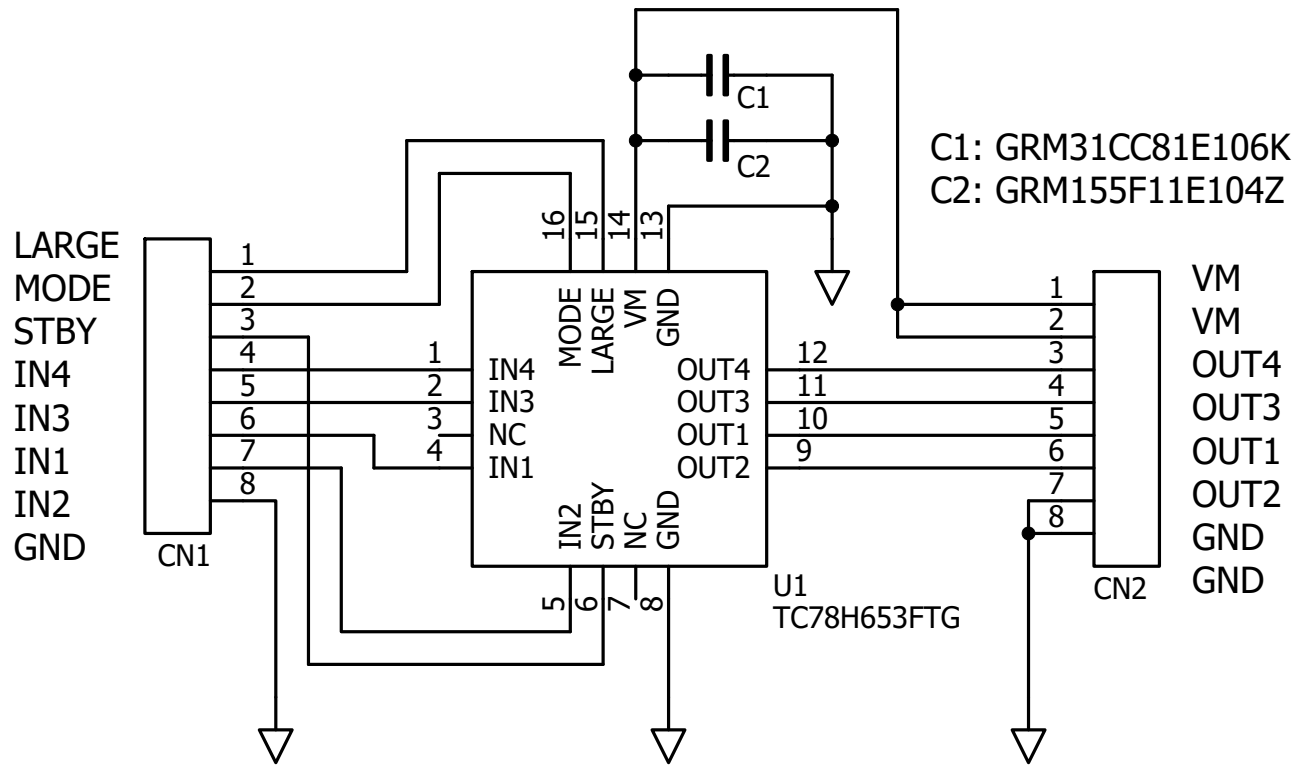 C1
C2
C1: GRM31CC81E106K
C2: GRM155F11E104Z
16
15
14
13
LARGE
MODE
STBY
IN4
IN3
IN1
IN2
GND
1
2
3
4
5
6
7
8
CN1
1
2
3
4
MODE
LARGE
VM
GND
IN4
IN3
NC
IN1
OUT4
OUT3
OUT1
OUT2
IN2
STBY
NC
GND
12
11
10
9
5
6
7
8
U1
TC78H653FTG
1
2
3
4
5
6
7
8
CN2
VM
VM
OUT4
OUT3
OUT1
OUT2
GND
GND